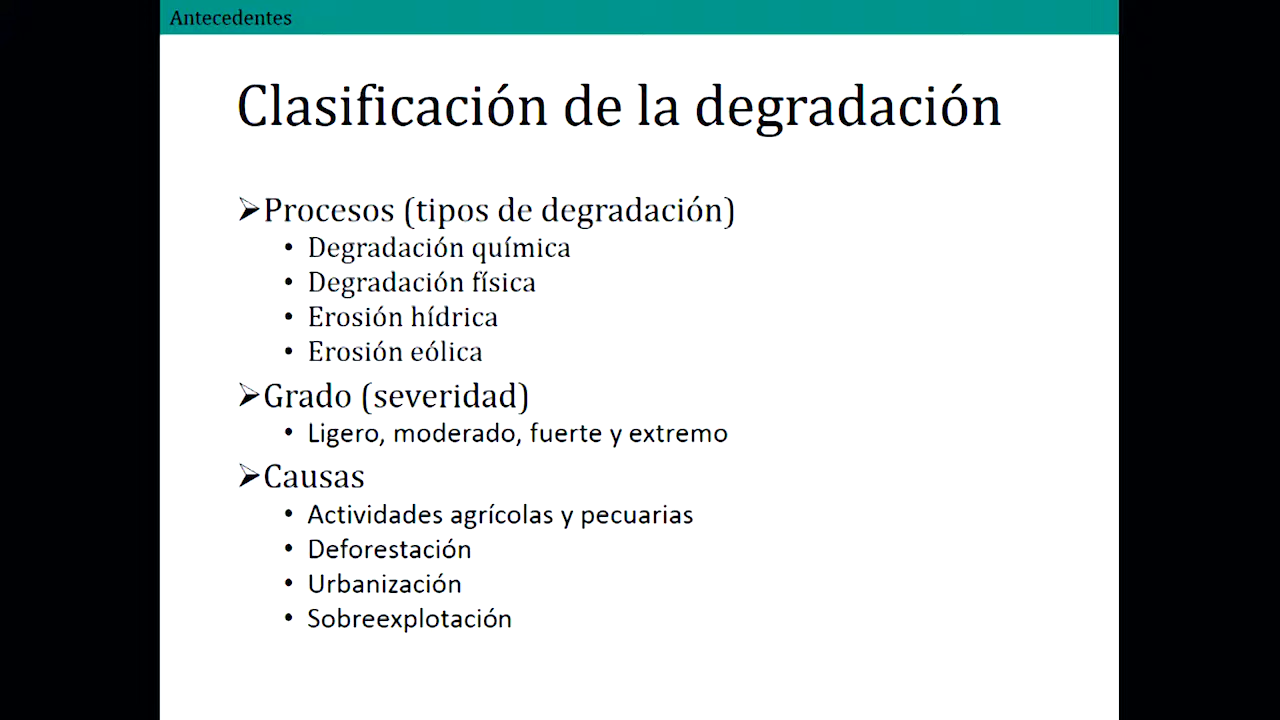 Antecedentes
Clasificación de la degradación
➢Procesos (tipos de degradación)
• Degradación química
• Degradación física
• Erosión hídrica
• Erosión eólica
➢Grado (severidad)
• Ligero, moderado, fuerte y extremo
➢Causas
• Actividades agrícolas y pecuarias
• Deforestación
• Urbanización
• Sobreexplotación